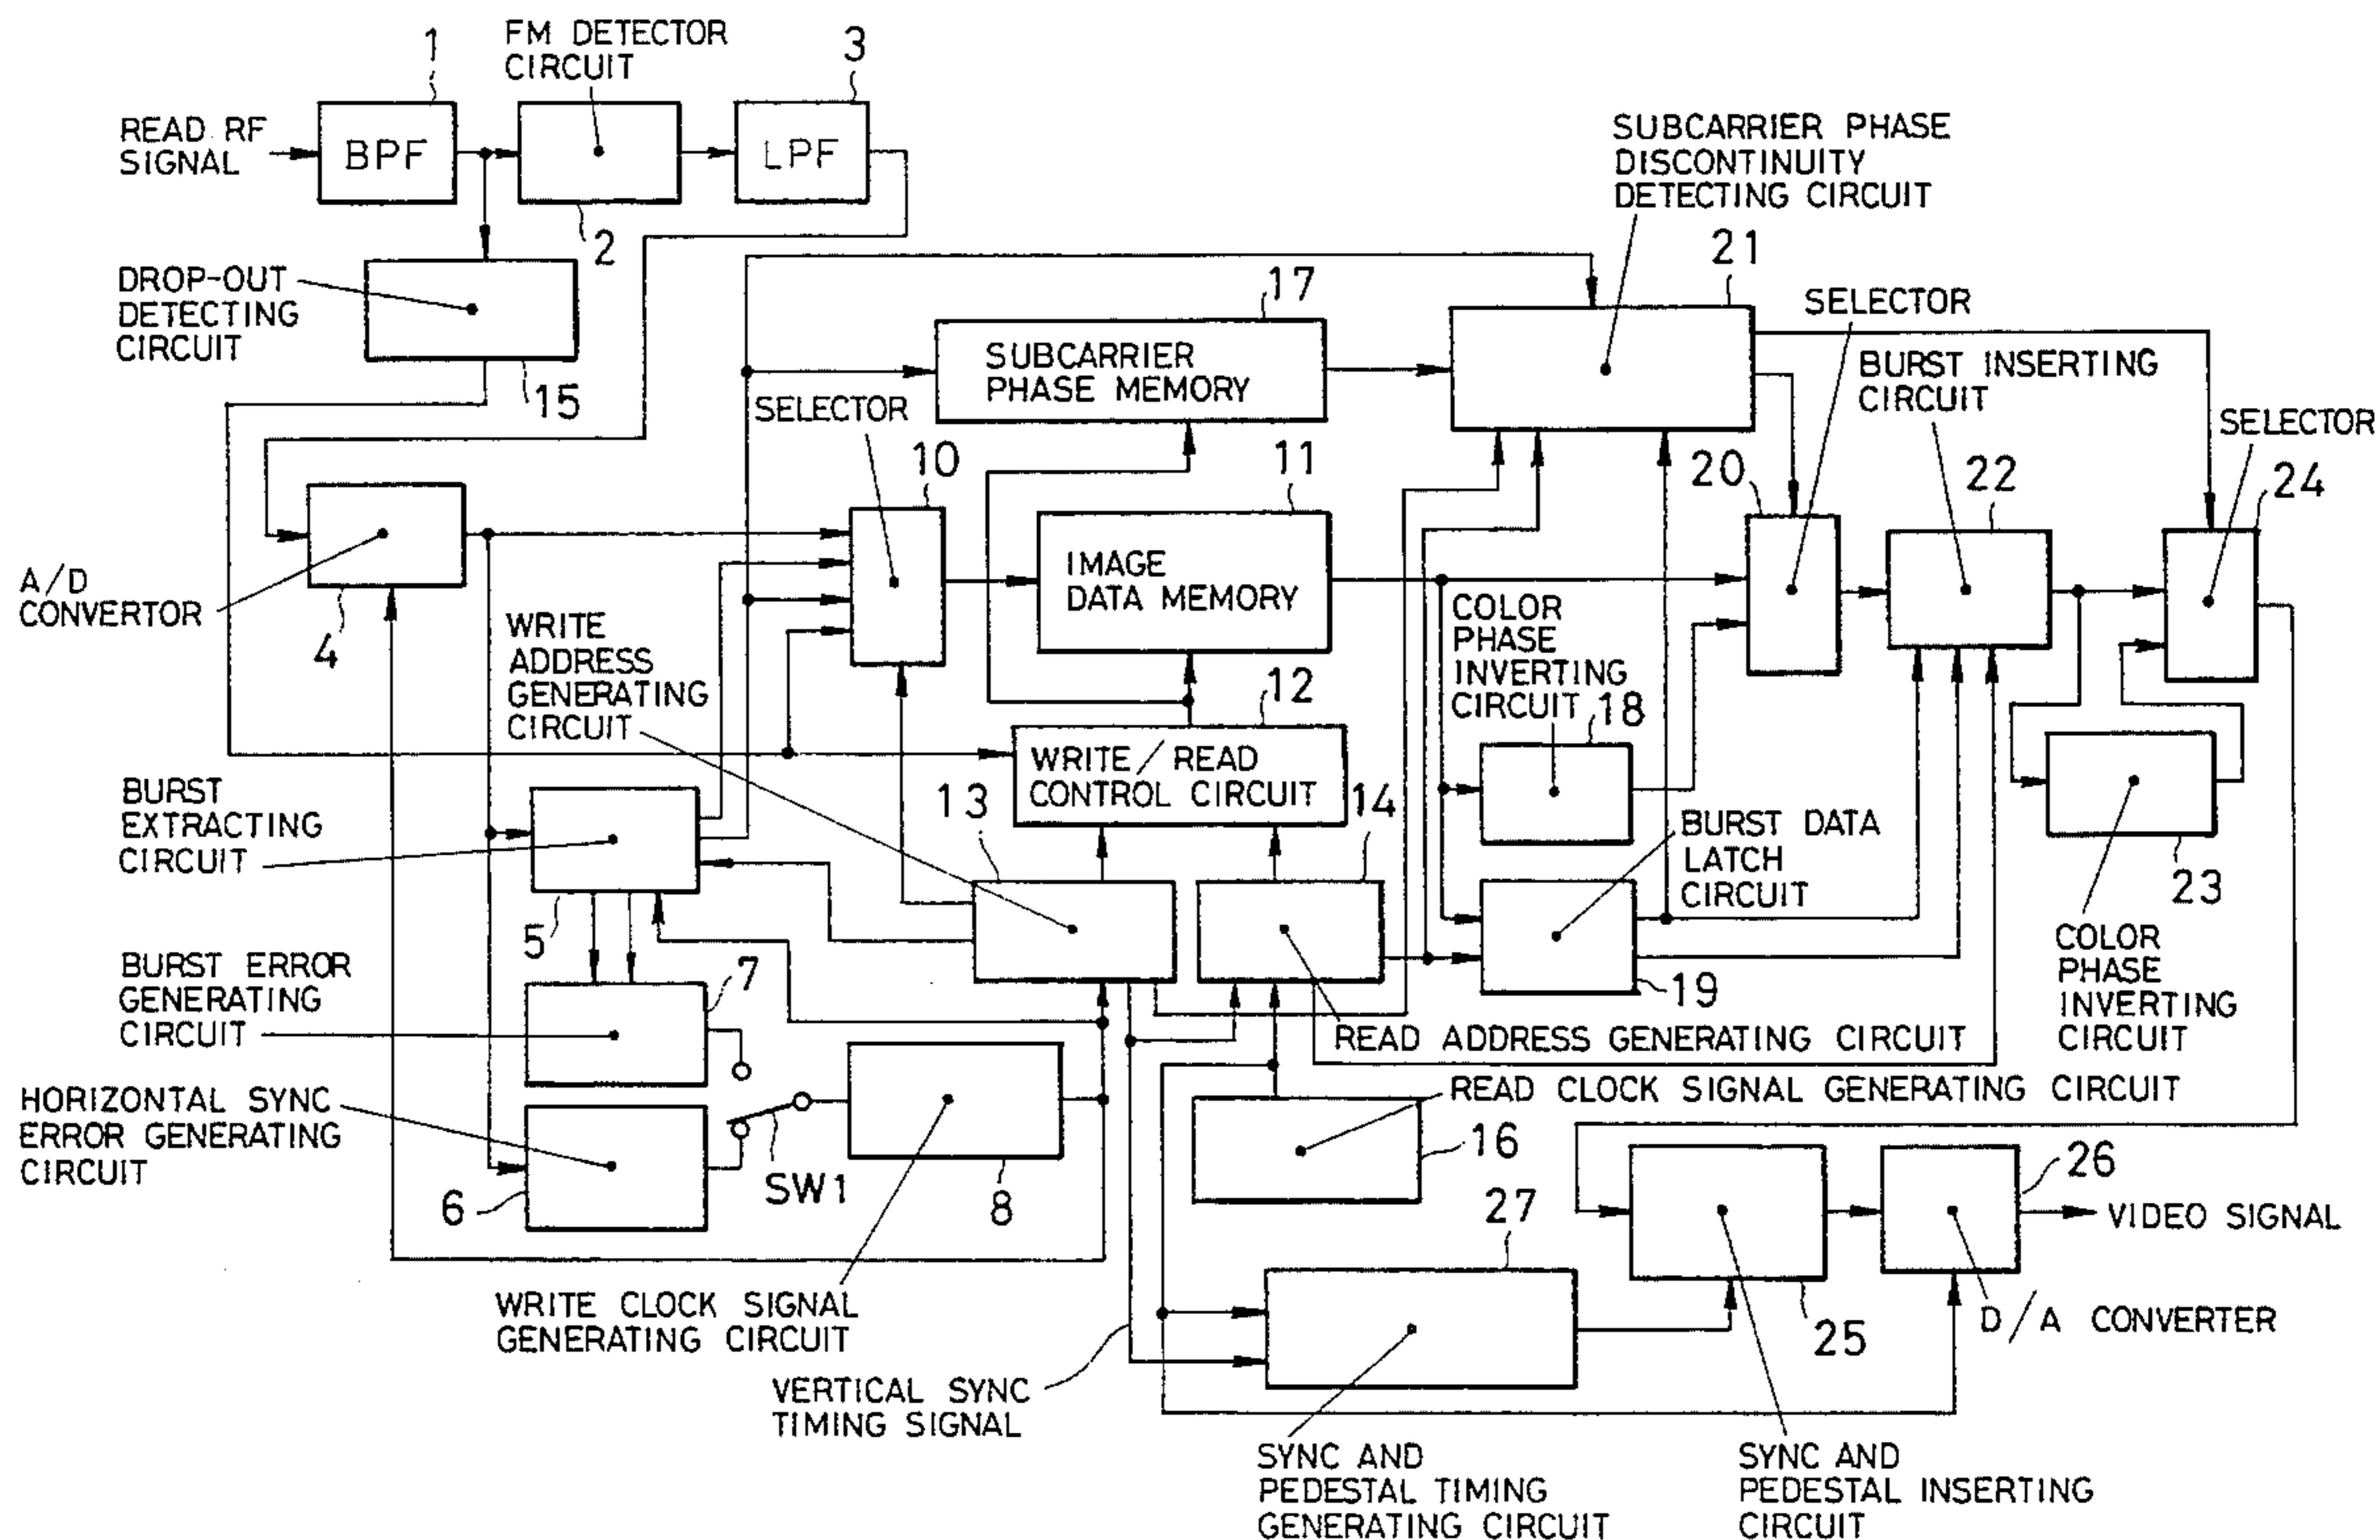 1
FM DETECTOR
CIRCUIT
3
READ RF
SIGNAL
BPF
LPF
2
SUBCARRIER PHASE
DISCONTINUITY
DETECTING CIRCUIT
21
DROP-OUT
DETECTING
CIRCUIT
15
17
SUBCARRIER
PHASE MEMORY
SELECTOR
BURST INSERTING
CIRCUIT
SELECTOR
SELECTOR
10
11
20
22
24
A/D
CONVERTOR
4
IMAGE
DATA MEMORY
WRITE
ADDRESS
GENERATING
CIRCUIT
COLOR
PHASE
INVERTING
CIRCUIT
18
12
WRITE/READ
CONTROL CIRCUIT
BURST
EXTRACTING
CIRCUIT
5
13
14
BURST DATA
LATCH
CIRCUIT
19
23
COLOR
PHASE
INVERTING
CIRCUIT
BURST ERROR
GENERATING
CIRCUIT
7
READ ADDRESS GENERATING CIRCUIT
READ CLOCK SIGNAL GENERATING CIRCUIT
HORIZONTAL SYNC
ERROR GENERATING
CIRCUIT
6
SW1
8
16
27
26
VIDEO SIGNAL
WRITE CLOCK SIGNAL
GENERATING CIRCUIT
25
D/A CONVERTER
VERTICAL SYNC
TIMING SIGNAL
SYNC AND
PEDESTAL TIMING
GENERATING CIRCUIT
SYNC AND
PEDESTAL INSERTING
CIRCUIT